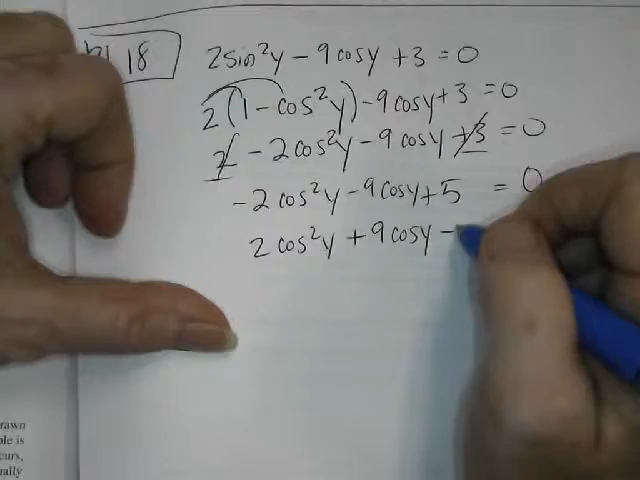 18
2sin²y - 9cosy + 3 = 0
2(1 - cos²y) - 9cosy + 3 = 0
2 - 2cos²y - 9cosy + 3 = 0
-2cos²y - 9cosy + 5 = 0
2cos²y + 9cosy -